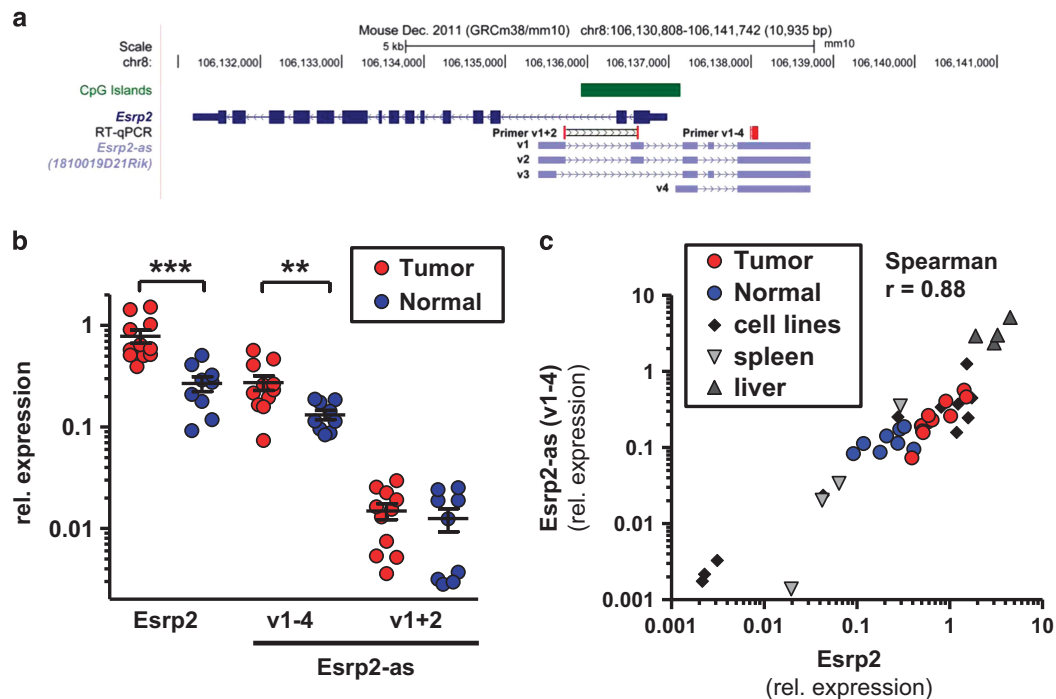 a
Mouse Dec. 2011 (GRCm38/mm10) chr8:106,130,808-106,141,742 (10,935 bp)
Scale
5 kb
mm10
chr8:
106,132,000
106,133,000
106,134,000
106,135,000
106,136,000
106,137,000
106,138,000
106,139,000
106,140,000
106,141,000
CpG Islands
Esrp2
RT-qPCR
Primer v1+2
Primer v1-4
Esrp2-as
(1810019D21Rik)
v1
v2
v3
v4
b
rel. expression
1
0.1
0.01
***
**
Tumor
Normal
Esrp2
v1-4
v1+2
Esrp2-as
c
Tumor
Normal
cell lines
spleen
liver
Spearman
r = 0.88
Esrp2-as (v1-4)
(rel. expression)
10
1
0.1
0.01
0.001
0.001
0.01
0.1
1
10
Esrp2
(rel. expression)